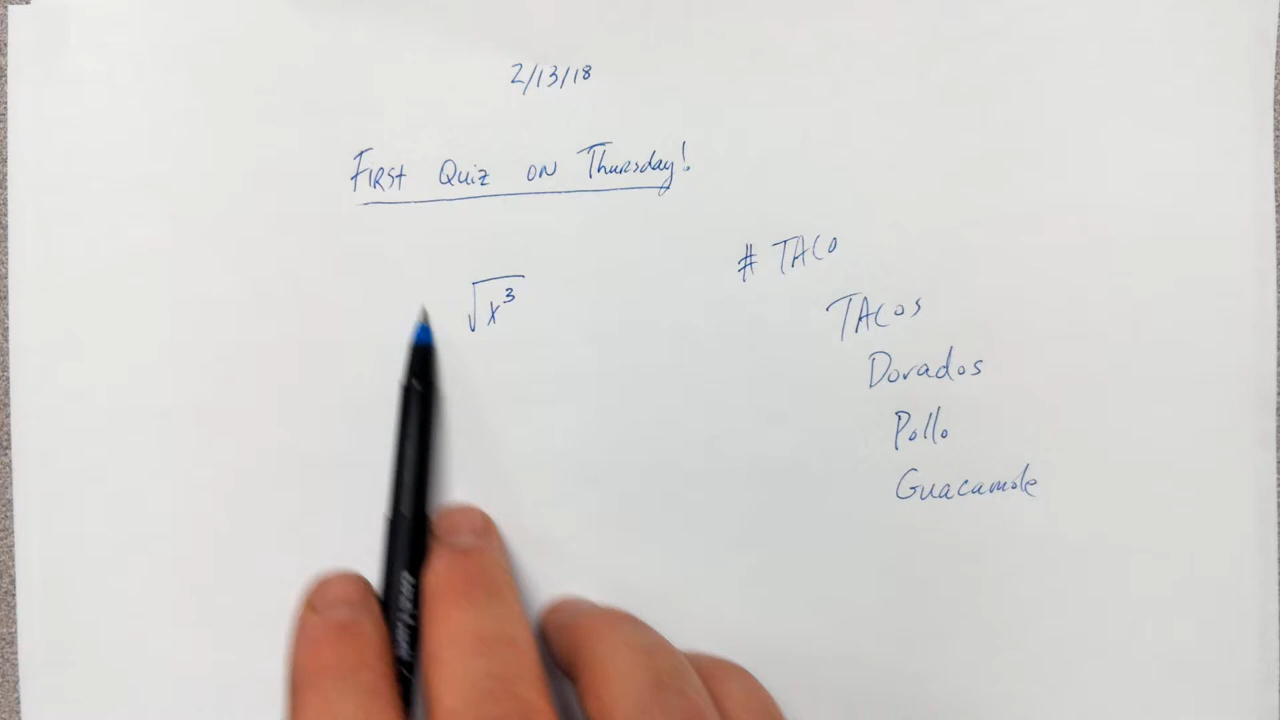 2/13/18
First Quiz on Thursday!
√x³
# TACO
TACOS
Dorados
Pollo
Guacamole